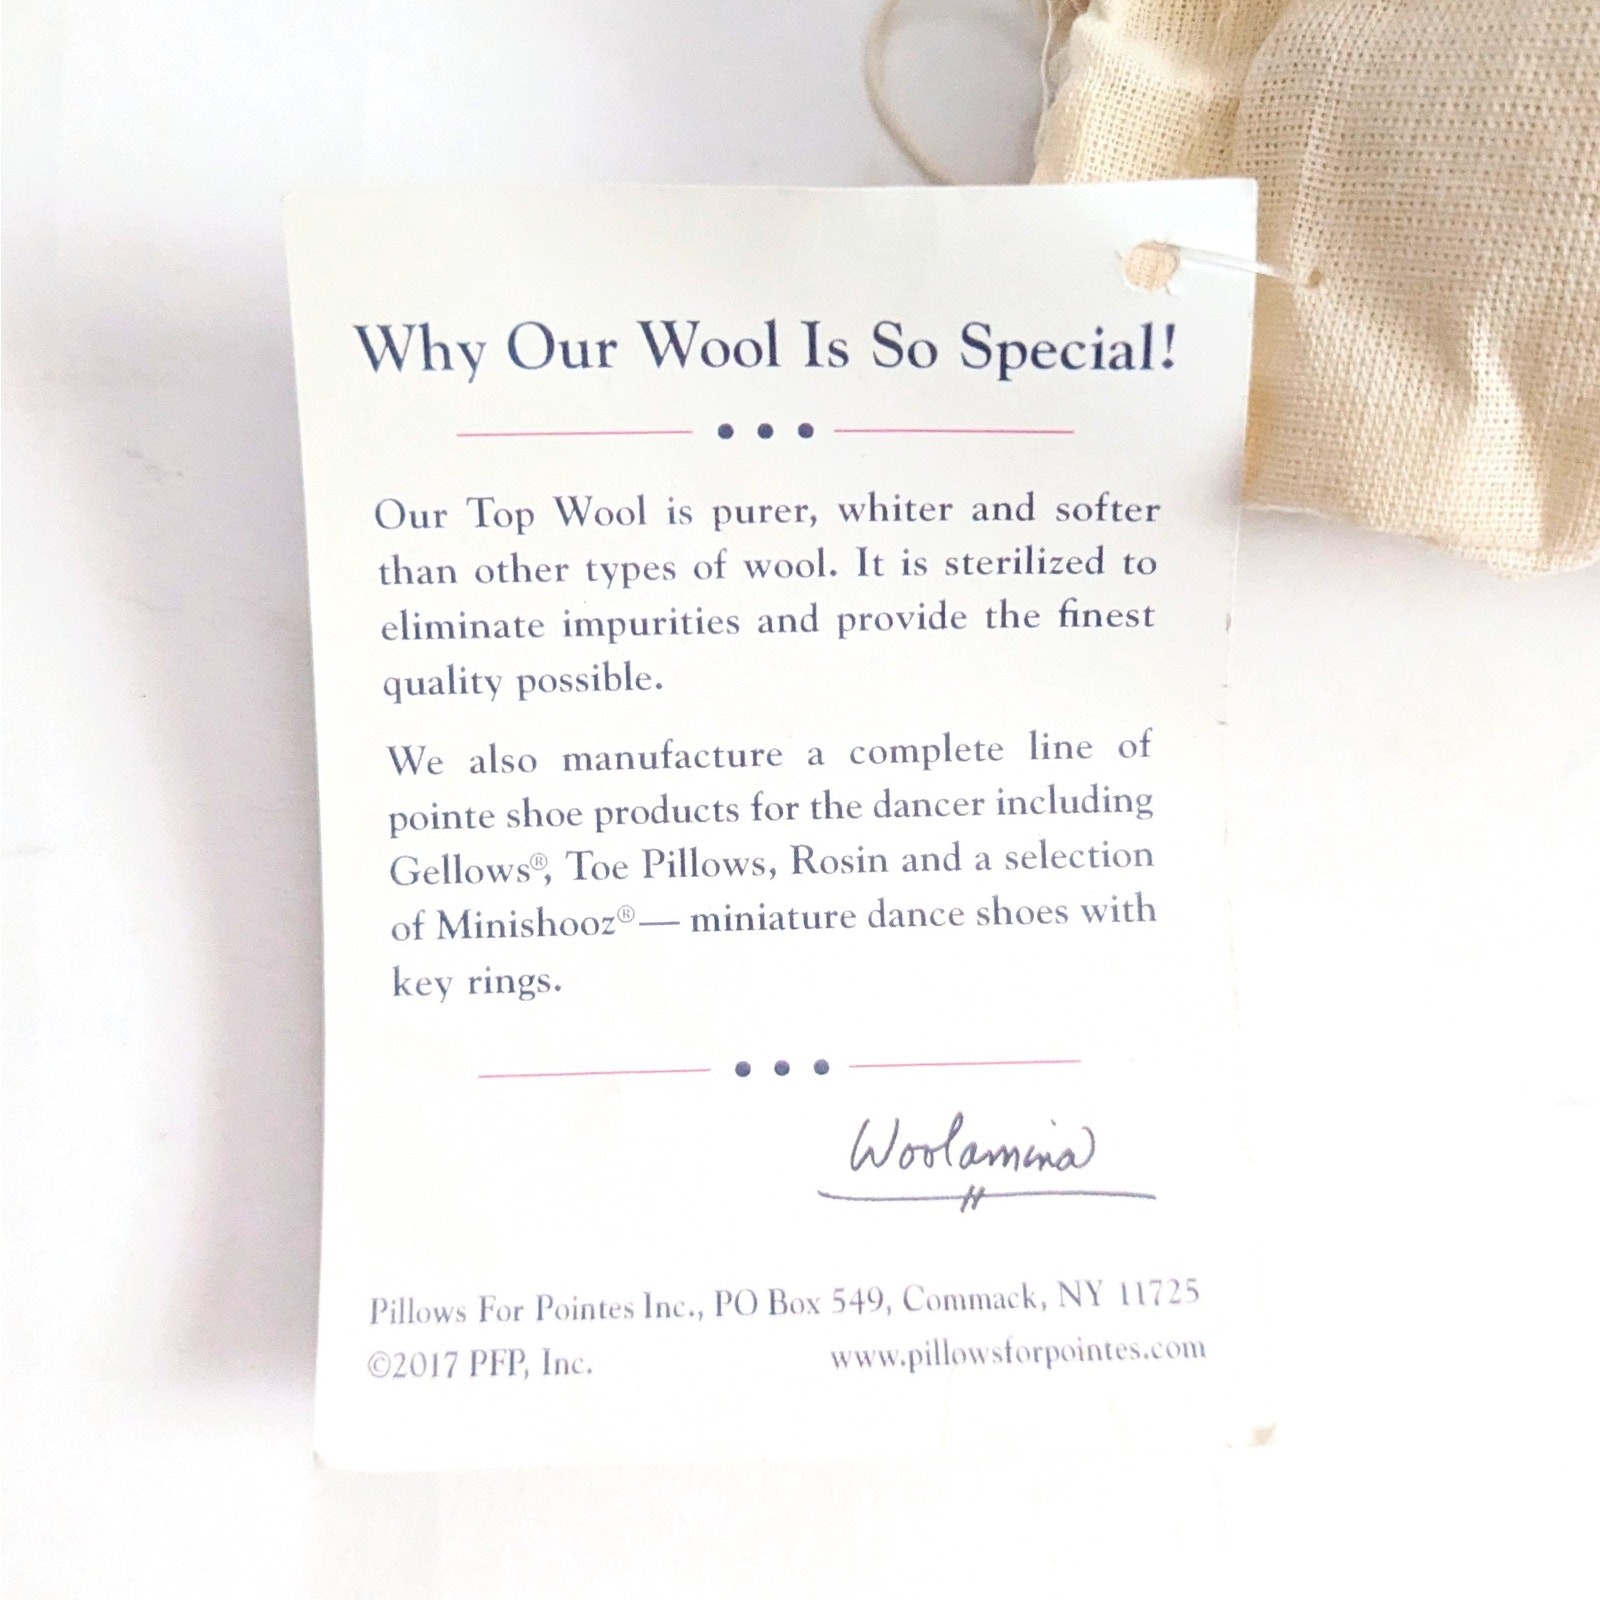 Why Our Wool Is So Special!
Our Top Wool is purer, whiter and softer
than other types of wool. It is sterilized to
eliminate impurities and provide the finest
quality possible.
We also manufacture a complete line of
pointe shoe products for the dancer including
Gellows®, Toe Pillows, Rosin and a selection
of Minishooz®— miniature dance shoes with
key rings.
Woolamina
Pillows For Pointes Inc., PO Box 549, Commack, NY 11725
©2017 PFP, Inc. www.pillowsforpointes.com